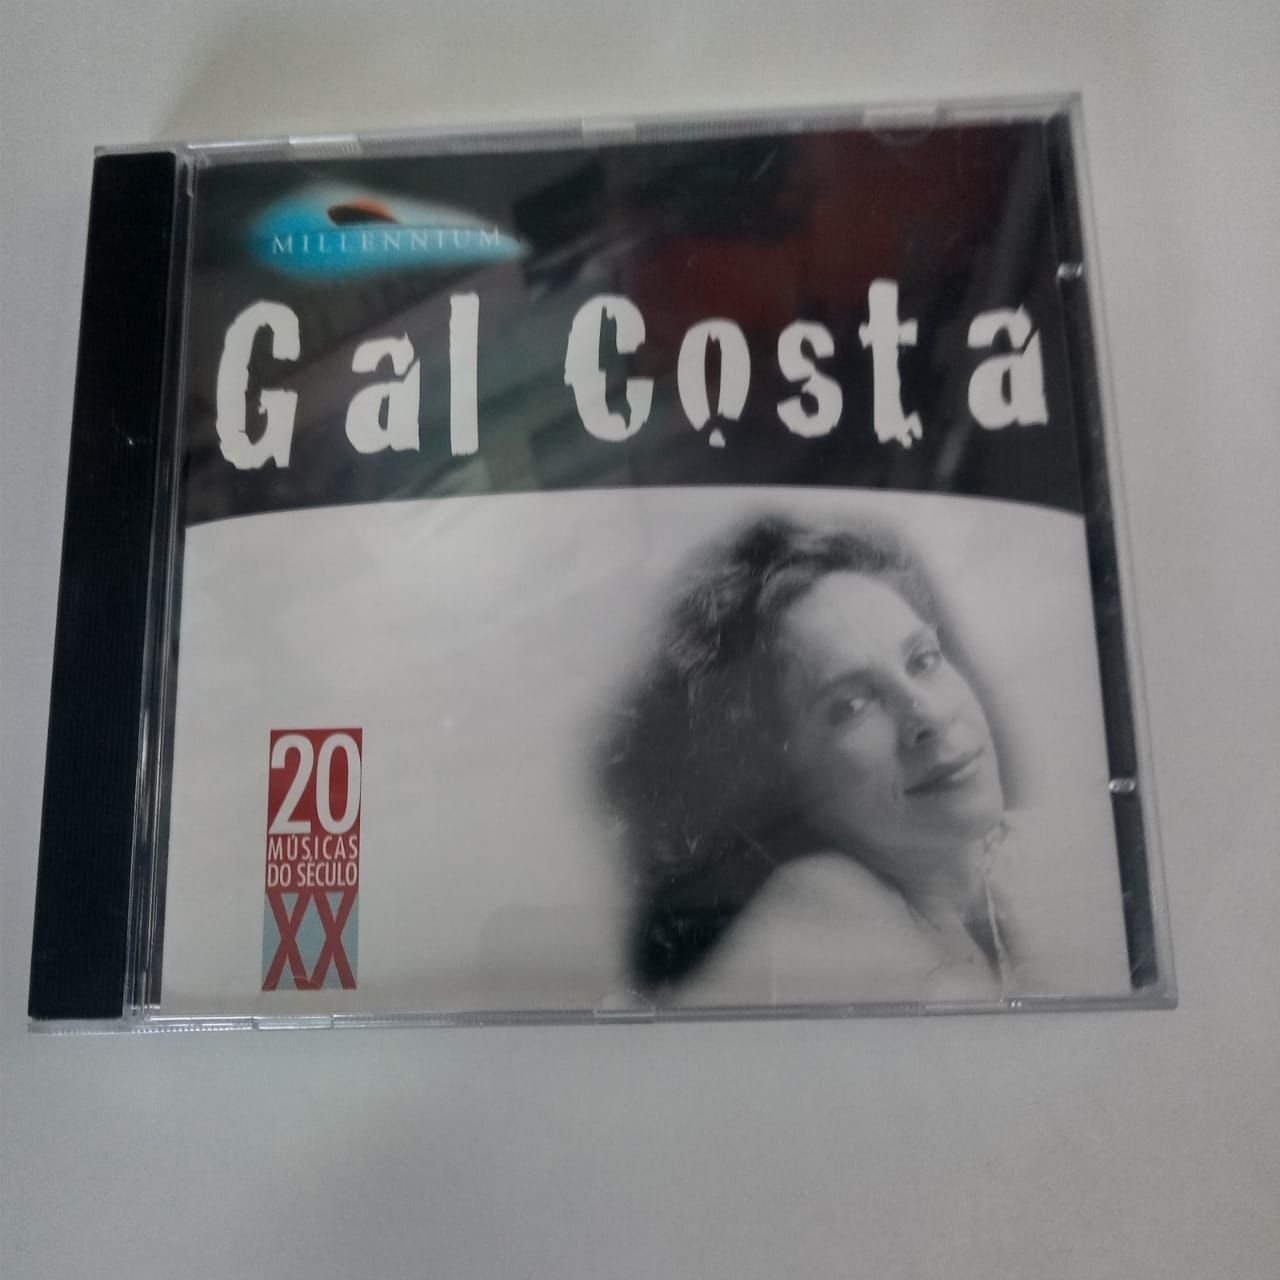 MILLENNIUM
Gal Costa
20
MÚSICAS
DO SÉCULO
XX